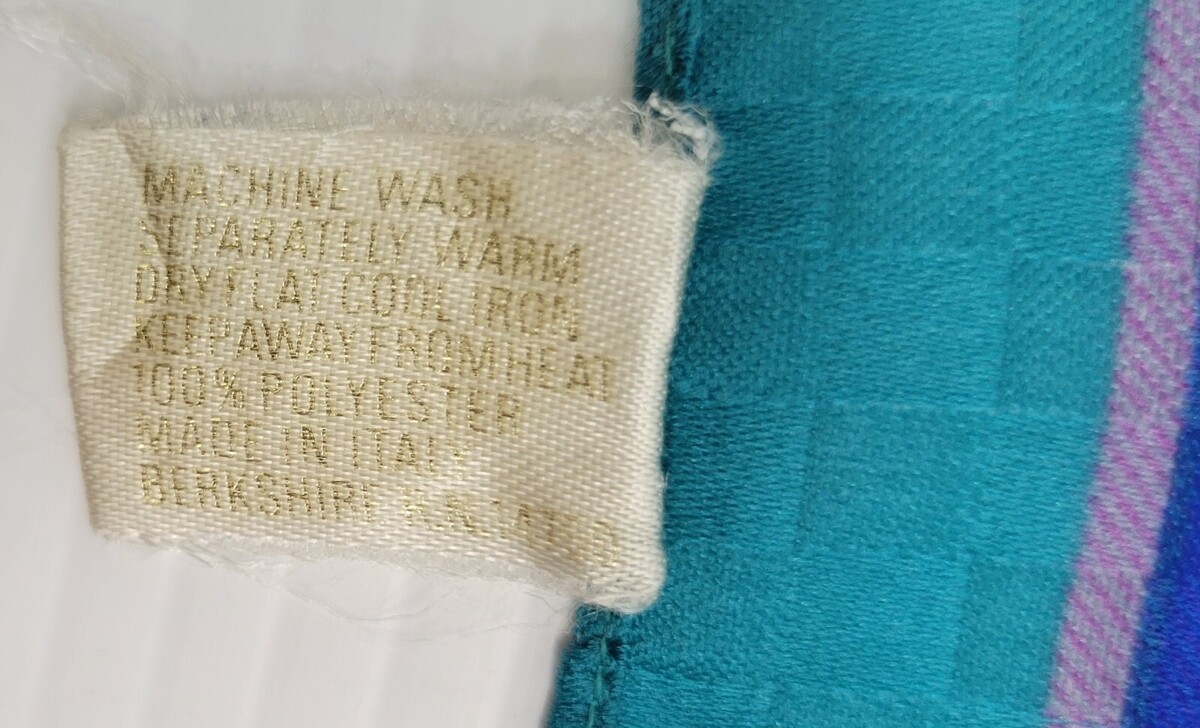 MACHINE WASH
SEPARATELY WARM
DRY FLAT COOL IRON
KEEP AWAY FROM HEAT
100% POLYESTER
MADE IN ITALY
BERKSHIRE R.N.